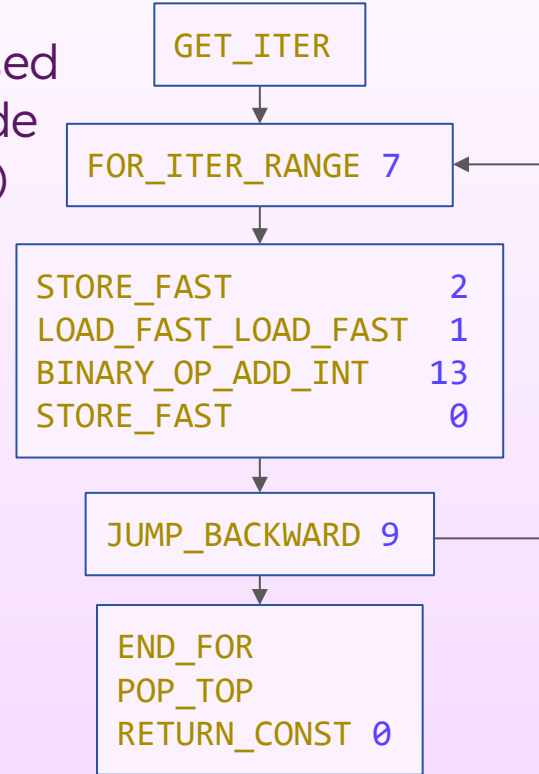 GET_ITER
FOR_ITER_RANGE 7
STORE_FAST 2
LOAD_FAST_LOAD_FAST 1
BINARY_OP_ADD_INT 13
STORE_FAST 0
JUMP_BACKWARD 9
END_FOR
POP_TOP
RETURN_CONST 0